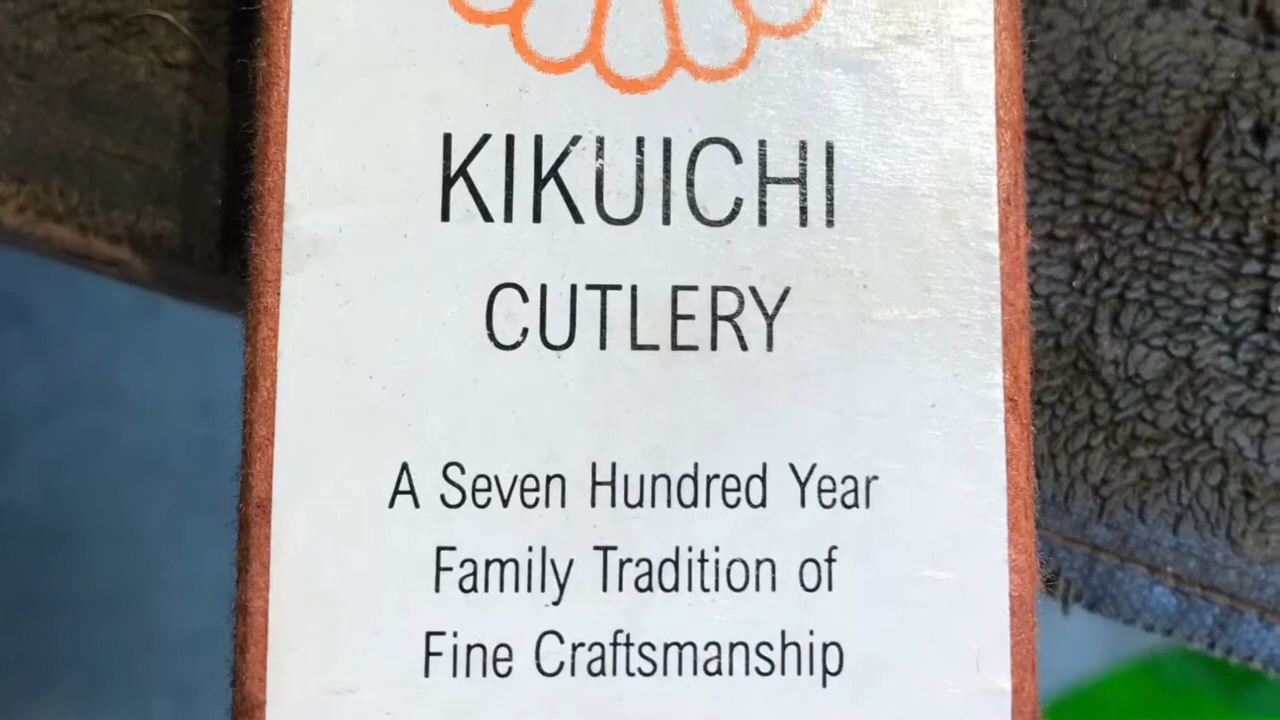 KIKUICHI
CUTLERY
A Seven Hundred Year
Family Tradition of
Fine Craftsmanship